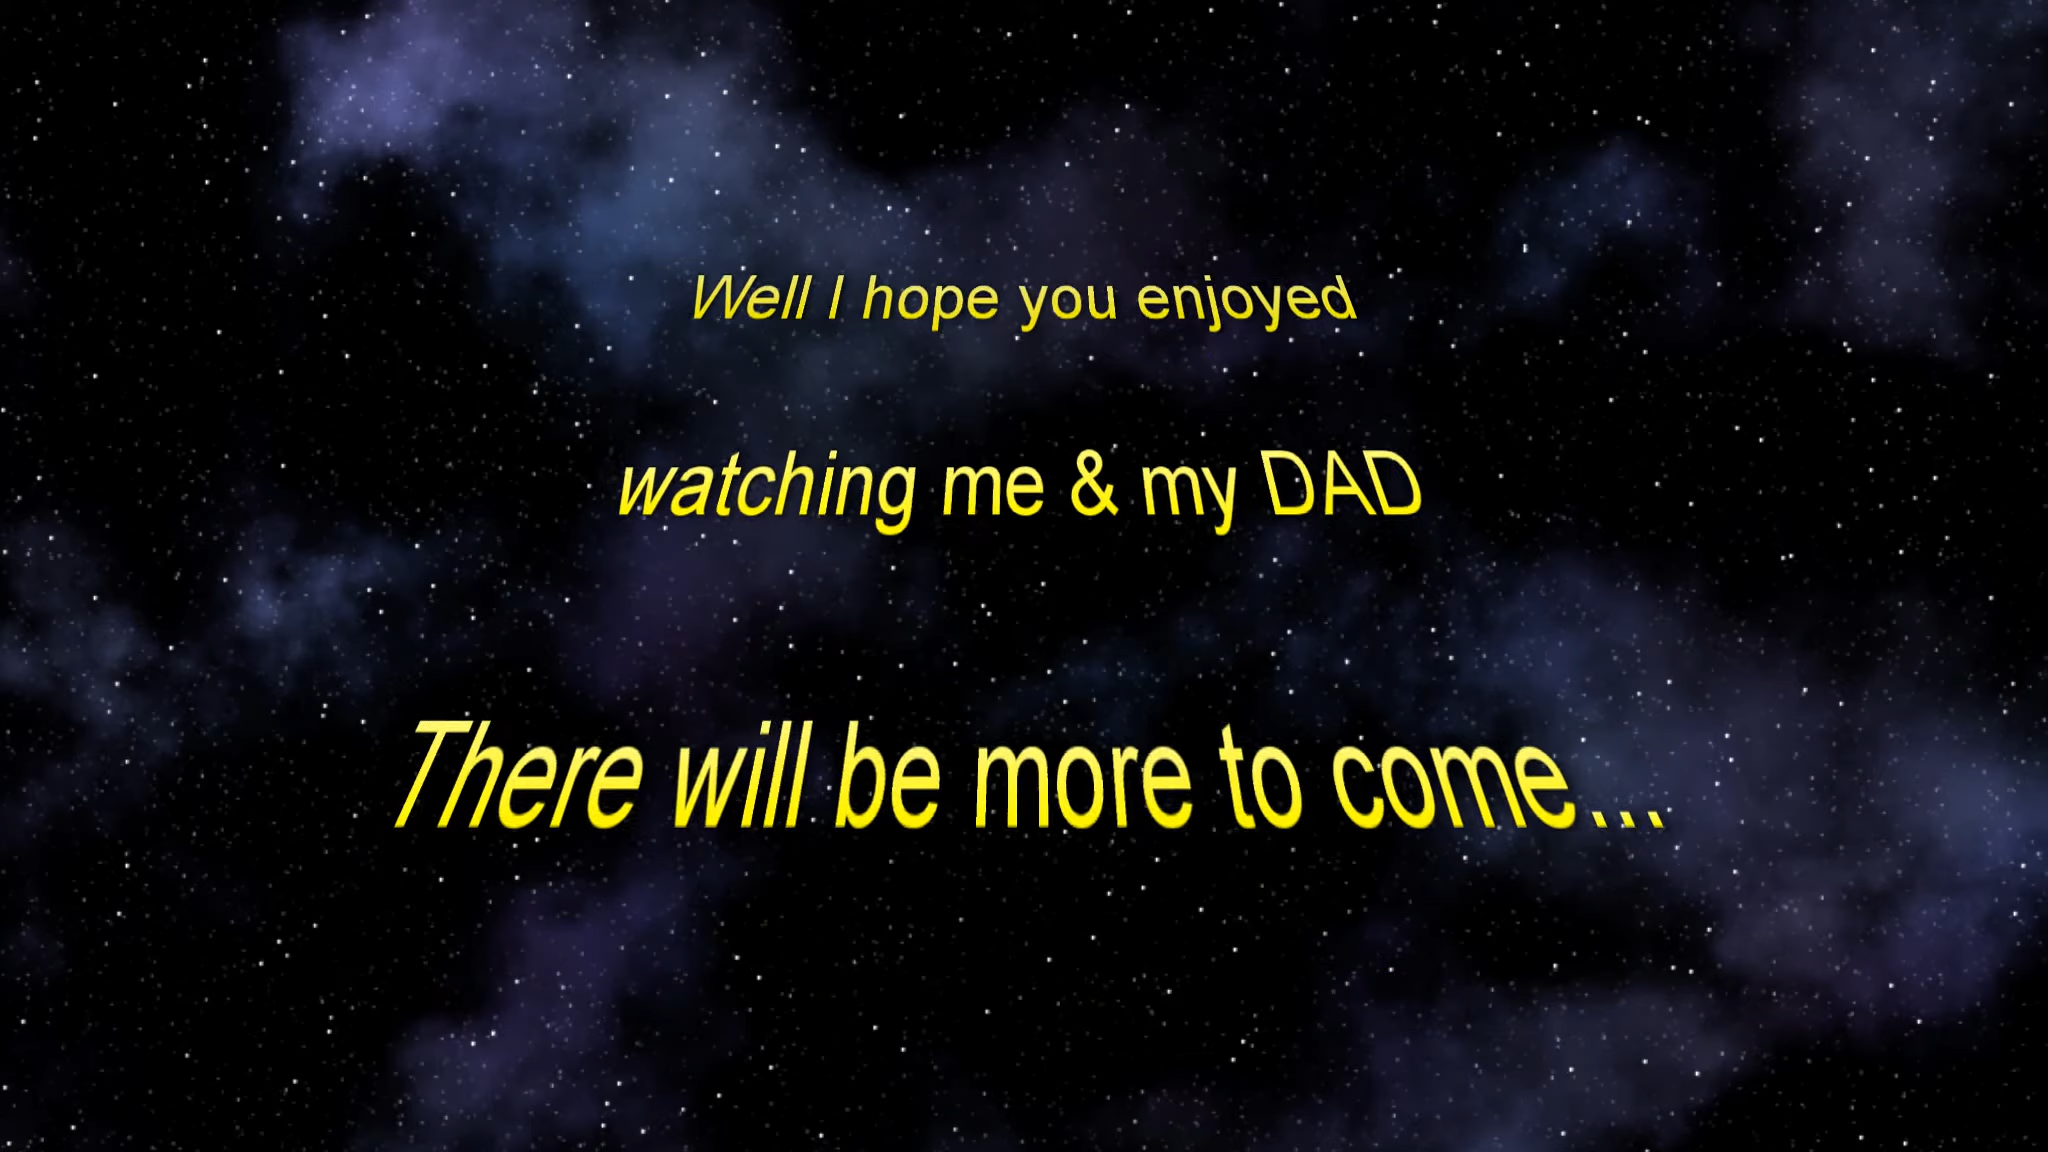 Well I hope you enjoyed
watching me & my DAD
There will be more to come...